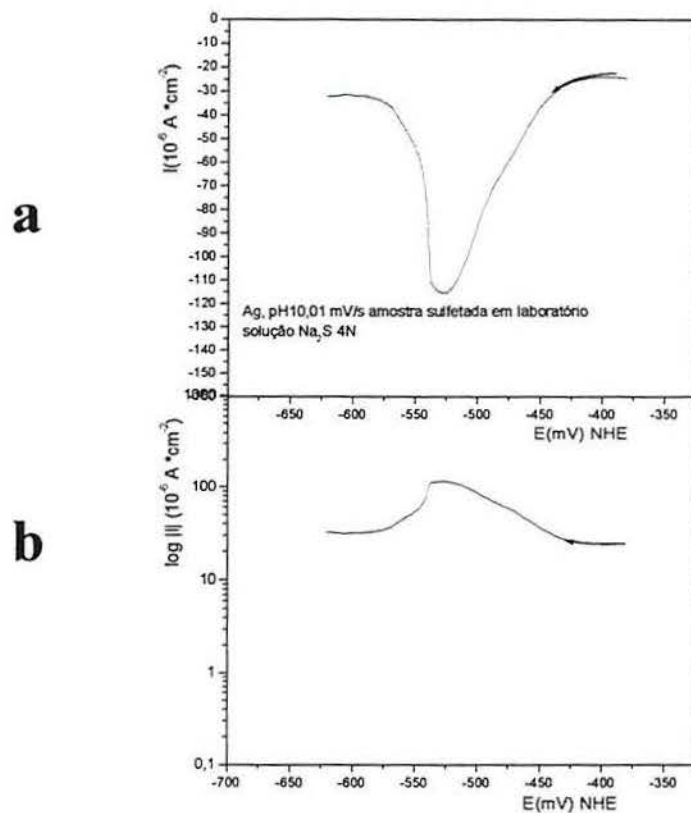 a
I(10⁻⁶ A *cm⁻²)
0
-10
-20
-30
-40
-50
-60
-70
-80
-90
-100
-110
-120
-130
-140
-150
Ag, pH10,01 mV/s amostra sulfetada em laboratório
solução Na₂S 4N
-650 -600 -550 -500 -450 -400 -350
E(mV) NHE
b
log |I| (10⁻⁶ A *cm⁻²)
100
10
1
0,1
-700 -650 -600 -550 -500 -450 -400 -350
E(mV) NHE